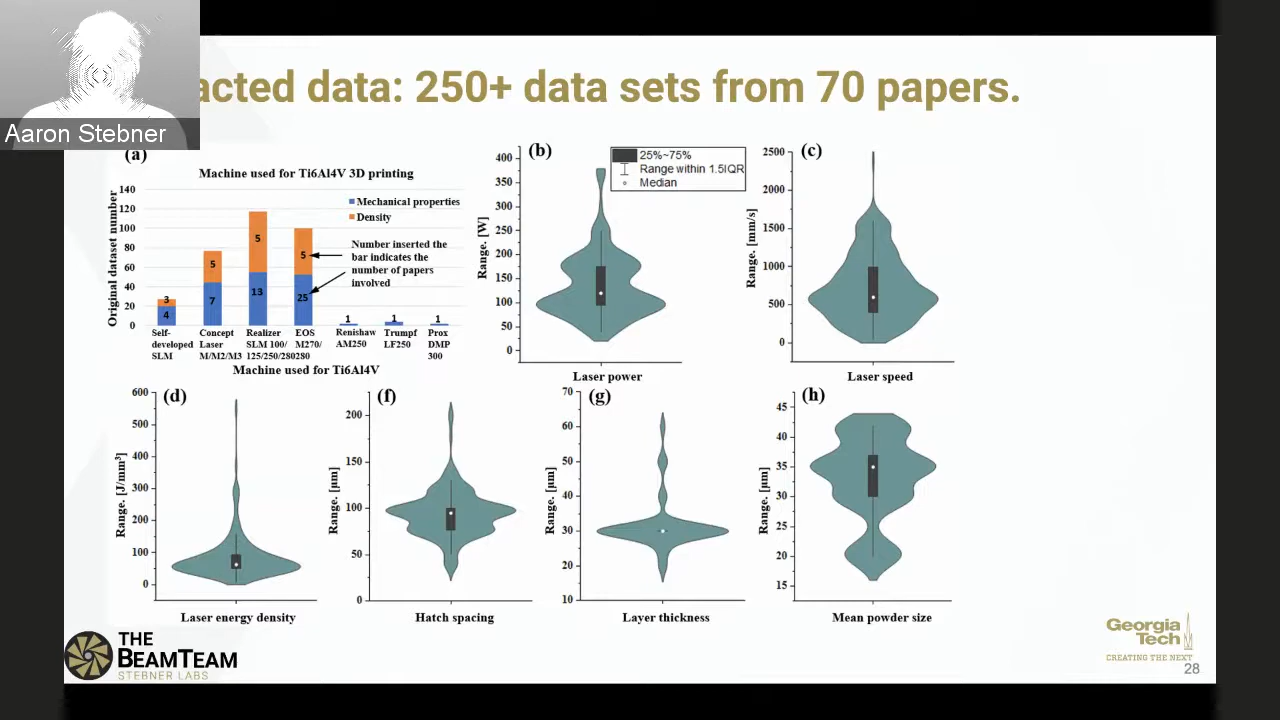 acted data: 250+ data sets from 70 papers.
Aaron Stebner
(a)
Machine used for Ti6Al4V 3D printing
Original dataset number
140
120
100
80
60
40
20
0
Mechanical properties
Density
Number inserted the
bar indicates the
number of papers
involved
3
4
5
7
5
13
5
25
1
1
1
Self-
developed
SLM
Concept
Laser
M/M2/M3
Realizer
SLM 100/
125/250/280
EOS
M270/
280
Renishaw
AM250
Trumpf
LF250
Prox
DMP
300
Machine used for Ti6Al4V
(b)
Range. [W]
400
350
300
250
200
150
100
50
0
25%~75%
Range within 1.5IQR
Median
Laser power
(c)
Range. [mm/s]
2500
2000
1500
1000
500
0
Laser speed
(d)
Range. [J/mm³]
600
500
400
300
200
100
0
Laser energy density
(f)
Range. [μm]
200
150
100
50
0
Hatch spacing
(g)
Range. [μm]
70
60
50
40
30
20
10
Layer thickness
(h)
Range. [μm]
45
40
35
30
25
20
15
Mean powder size
THE
BEAMTEAM
STEBNER LABS
Georgia
Tech
CREATING THE NEXT
28